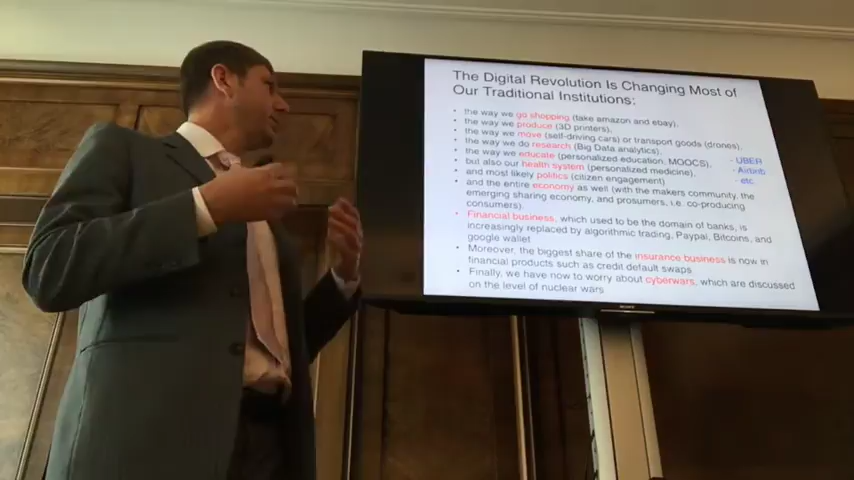 The Digital Revolution Is Changing Most of
Our Traditional Institutions:
• the way we go shopping (take amazon and ebay),
• the way we produce (3D printers),
• the way we move (self-driving cars) or transport goods (drones),
• the way we do research (Big Data analytics),
• the way we educate (personalized education, MOOCS),
- UBER
• but also our health system (personalized medicine),
- Airbnb
• and most likely politics (citizen engagement)
- etc.
• and the entire economy as well (with the makers community, the
emerging sharing economy, and prosumers, i.e. co-producing
consumers).
• Financial business, which used to be the domain of banks, is
increasingly replaced by algorithmic trading, Paypal, Bitcoins, and
google wallet
• Moreover, the biggest share of the insurance business is now in
financial products such as credit default swaps
• Finally, we have now to worry about cyberwars, which are discussed
on the level of nuclear wars
SONY